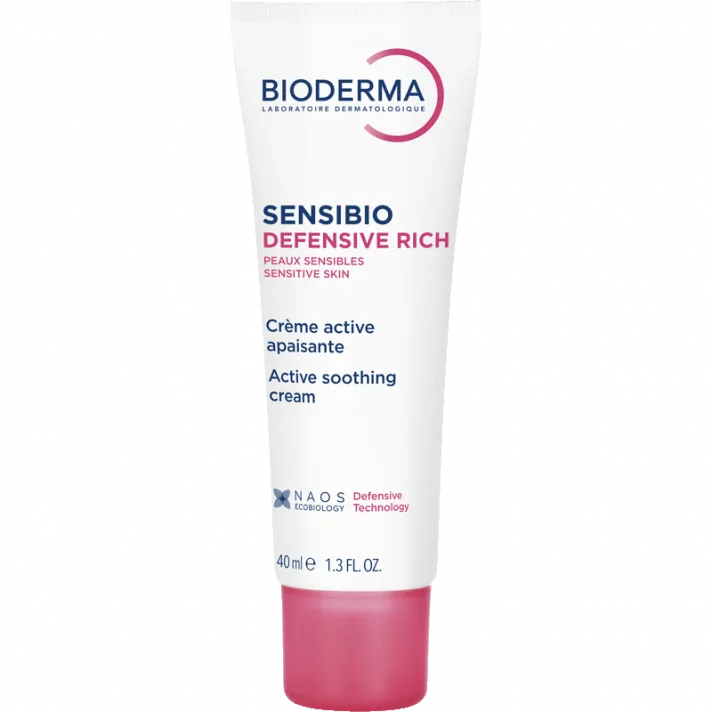 BIODERMA
LABORATOIRE DERMATOLOGIQUE
SENSIBIO
DEFENSIVE RICH
PEAUX SENSIBLES
SENSITIVE SKIN
Crème active
apaisante
Active soothing
cream
NAOS Defensive
ECOBIOLOGY Technology
40 ml e 1.3 FL. OZ.